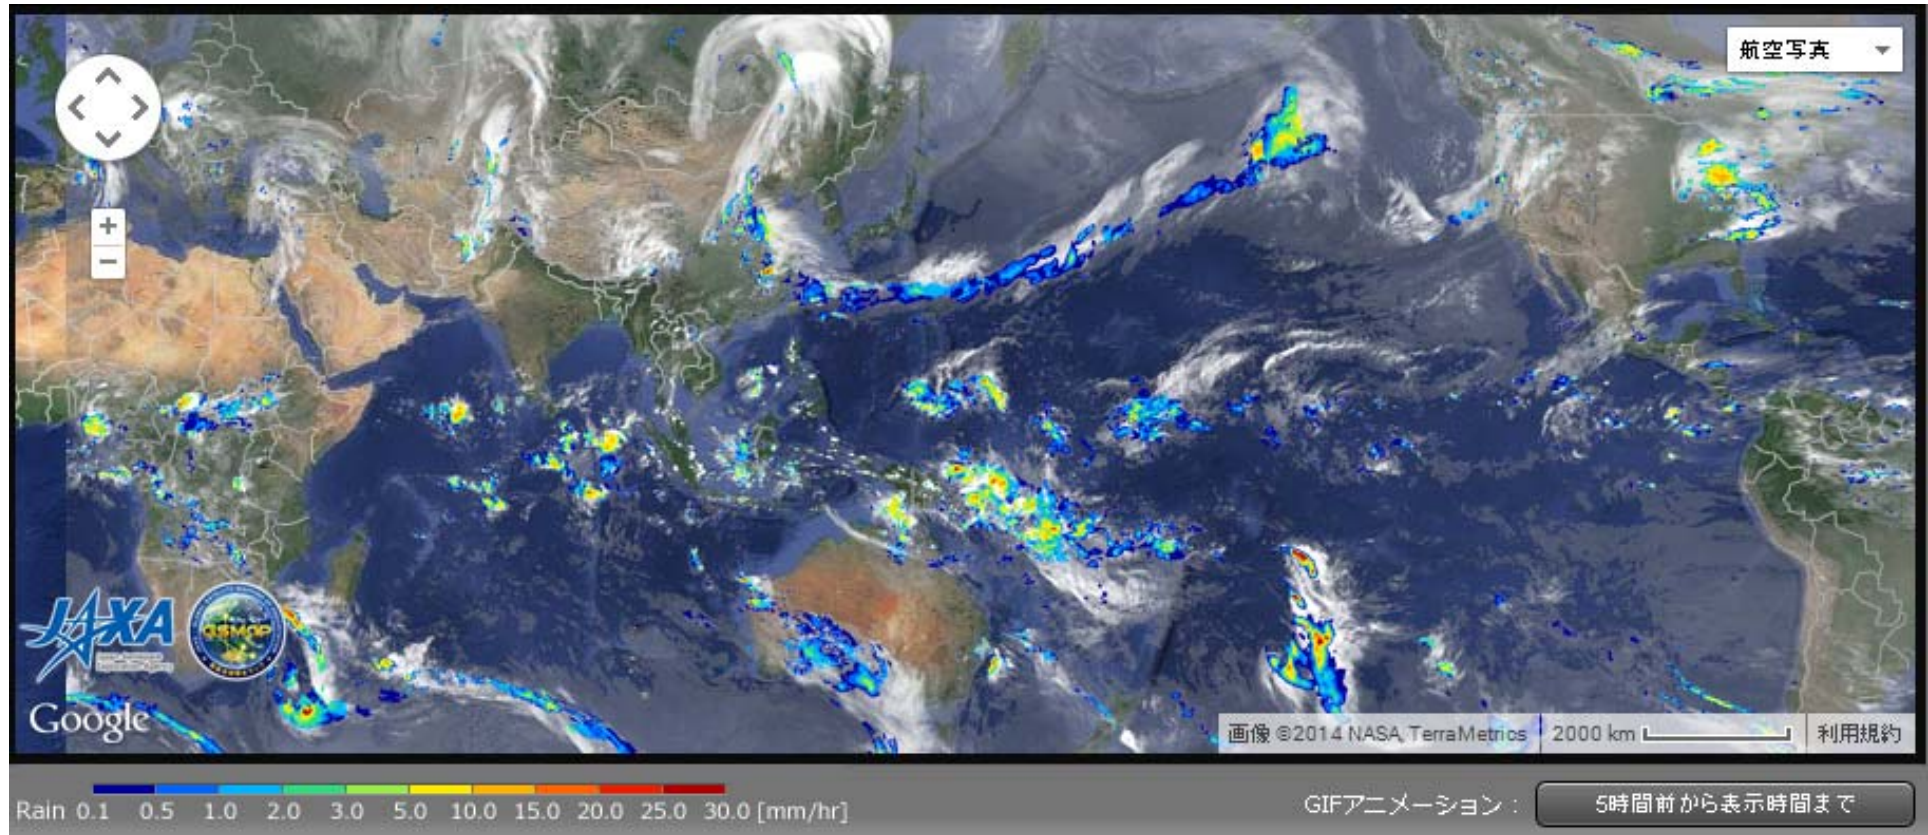 航空写真
+
−
JAXA
GSMaP
Google
画像 ©2014 NASA, TerraMetrics
2000 km
利用規約
Rain 0.1 0.5 1.0 2.0 3.0 5.0 10.0 15.0 20.0 25.0 30.0 [mm/hr]
GIFアニメーション :
5時間前から表示時間まで